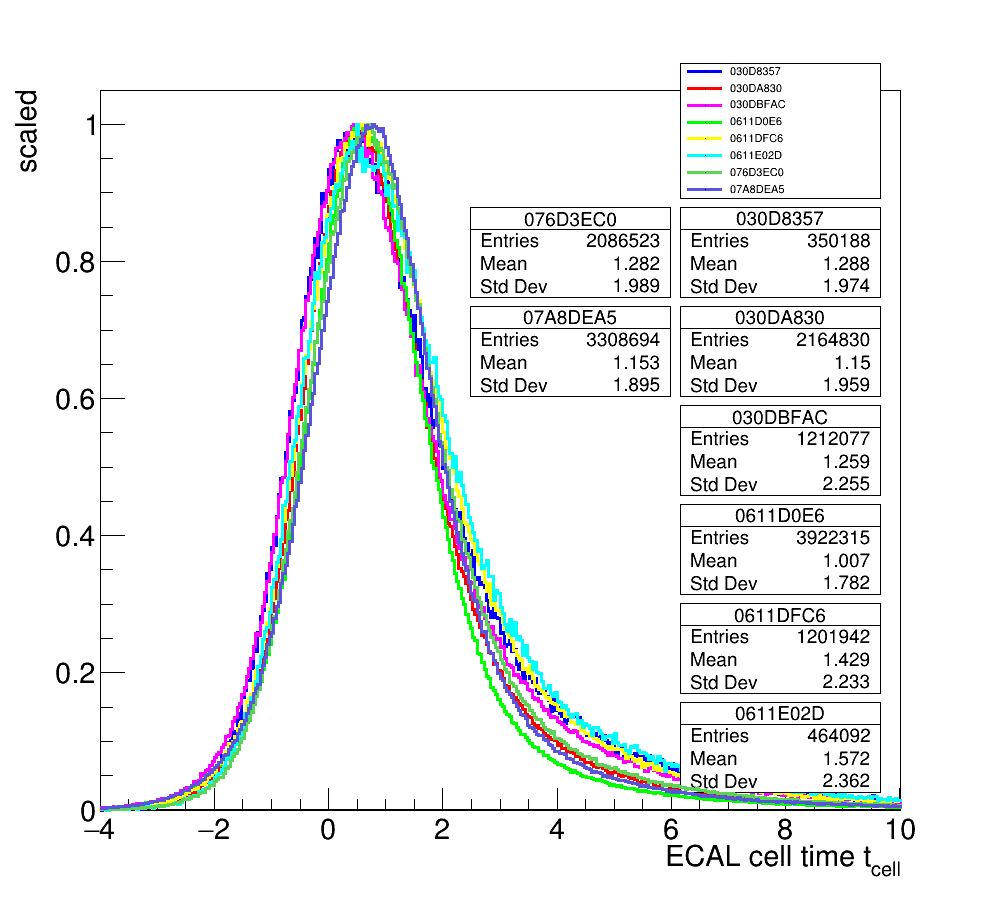 030D8357
030DA830
030DBFAC
0611D0E6
0611DFC6
0611E02D
076D3EC0
07A8DEA5
scaled
1
0.8
0.6
0.4
0.2
0
076D3EC0
Entries 2086523
Mean 1.282
Std Dev 1.989
030D8357
Entries 350188
Mean 1.288
Std Dev 1.974
07A8DEA5
Entries 3308694
Mean 1.153
Std Dev 1.895
030DA830
Entries 2164830
Mean 1.15
Std Dev 1.959
030DBFAC
Entries 1212077
Mean 1.259
Std Dev 2.255
0611D0E6
Entries 3922315
Mean 1.007
Std Dev 1.782
0611DFC6
Entries 1201942
Mean 1.429
Std Dev 2.233
0611E02D
Entries 464092
Mean 1.572
Std Dev 2.362
−4 −2 0 2 4 6 8 10
ECAL cell time t_cell